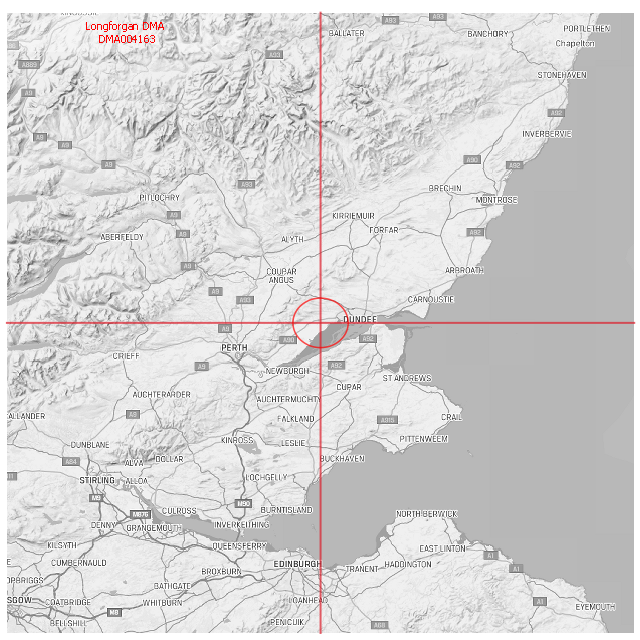 Longforgan DMA
DMA004163
BALLATER
A93
A93
BANCHORY
PORTLETHEN
Chapelton
A93
A889
STONEHAVEN
A9
A92
INVERBERVIE
A9
A9
A9
A90
A92
A93
BRECHIN
PITLOCHRY
MONTROSE
A9
KIRRIEMUIR
FORFAR
A9
ABERFELDY
ALYTH
A92
A9
COUPAR
ANGUS
ARBROATH
A9
A93
CARNOUSTIE
DUNDEE
A9
A90
A92
PERTH
CRIEFF
A9
NEWBURGH
A92
ST ANDREWS
CUPAR
AUCHTERARDER
AUCHTERMUCHTY
A9
FALKLAND
A915
CRAIL
KINROSS
LESLIE
PITTENWEEM
DUNBLANE
A84
ALVA
DOLLAR
BUCKHAVEN
STIRLING
ALLOA
LOCHGELLY
M9
M90
CULROSS
BURNTISLAND
M876
DENNY
GRANGEMOUTH
INVERKEITHING
NORTH BERWICK
KILSYTH
QUEENSFERRY
EAST LINTON
A1
CUMBERNAULD
EDINBURGH
TRANENT
HADDINGTON
A1
BROXBURN
BATHGATE
COATBRIDGE
WHITBURN
LOANHEAD
A1
EYEMOUTH
M8
BELLSHILL
PENICUIK
A68